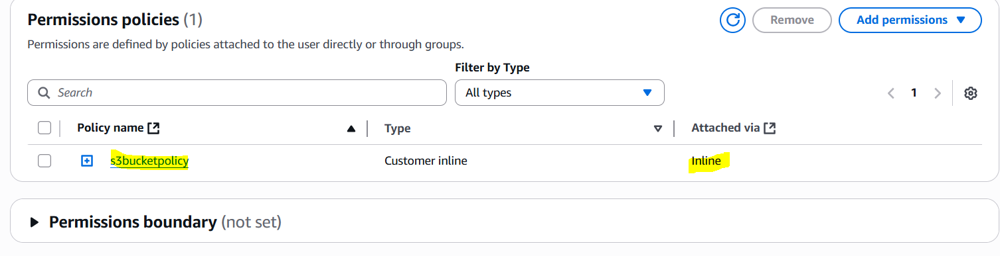 Permissions policies (1)
Remove
Add permissions
Permissions are defined by policies attached to the user directly or through groups.
Filter by Type
Search
All types
1
Policy name
Type
Attached via
s3bucketpolicy
Customer inline
Inline
Permissions boundary (not set)